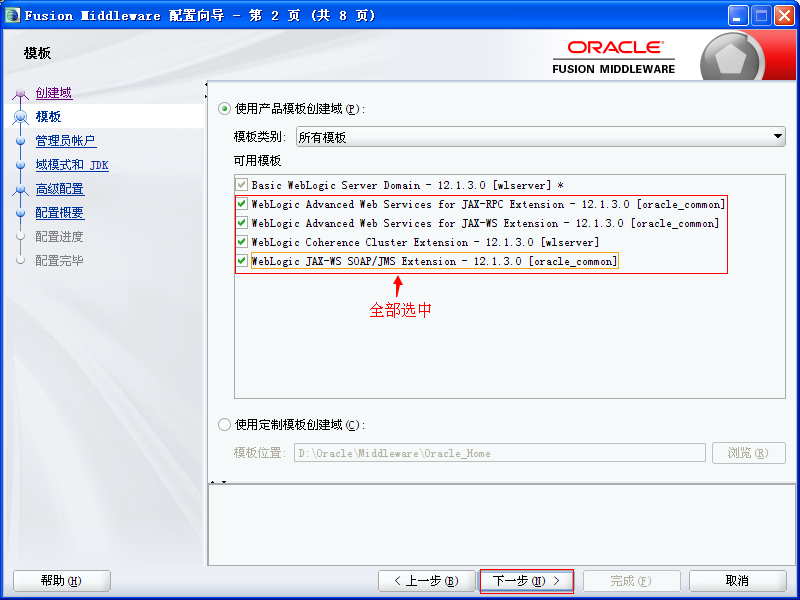 Fusion Middleware 配置向导 - 第 2 页 (共 8 页)
模板
ORACLE
FUSION MIDDLEWARE
创建域
模板
管理员帐户
域模式和 JDK
高级配置
配置概要
配置进度
配置完毕
使用产品模板创建域(P):
模板类别: 所有模板
可用模板
Basic WebLogic Server Domain - 12.1.3.0 [wlserver] *
WebLogic Advanced Web Services for JAX-RPC Extension - 12.1.3.0 [oracle_common]
WebLogic Advanced Web Services for JAX-WS Extension - 12.1.3.0 [oracle_common]
WebLogic Coherence Cluster Extension - 12.1.3.0 [wlserver]
WebLogic JAX-WS SOAP/JMS Extension - 12.1.3.0 [oracle_common]
全部选中
使用定制模板创建域(C):
模板位置: D:\Oracle\Middleware\Oracle_Home 浏览(R)
帮助(H) < 上一步(B) 下一步(N) > 完成(F) 取消